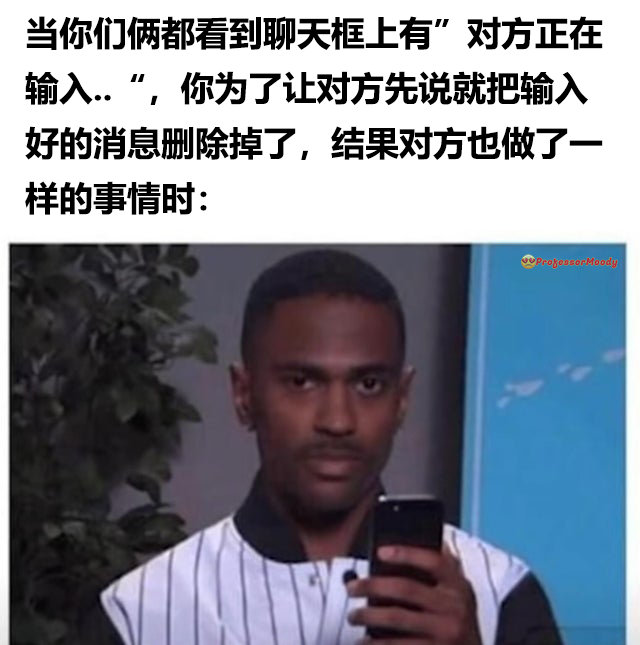 当你们俩都看到聊天框上有”对方正在
输入..“，你为了让对方先说就把输入
好的消息删除掉了，结果对方也做了一
样的事情时：
ProfessorMoody